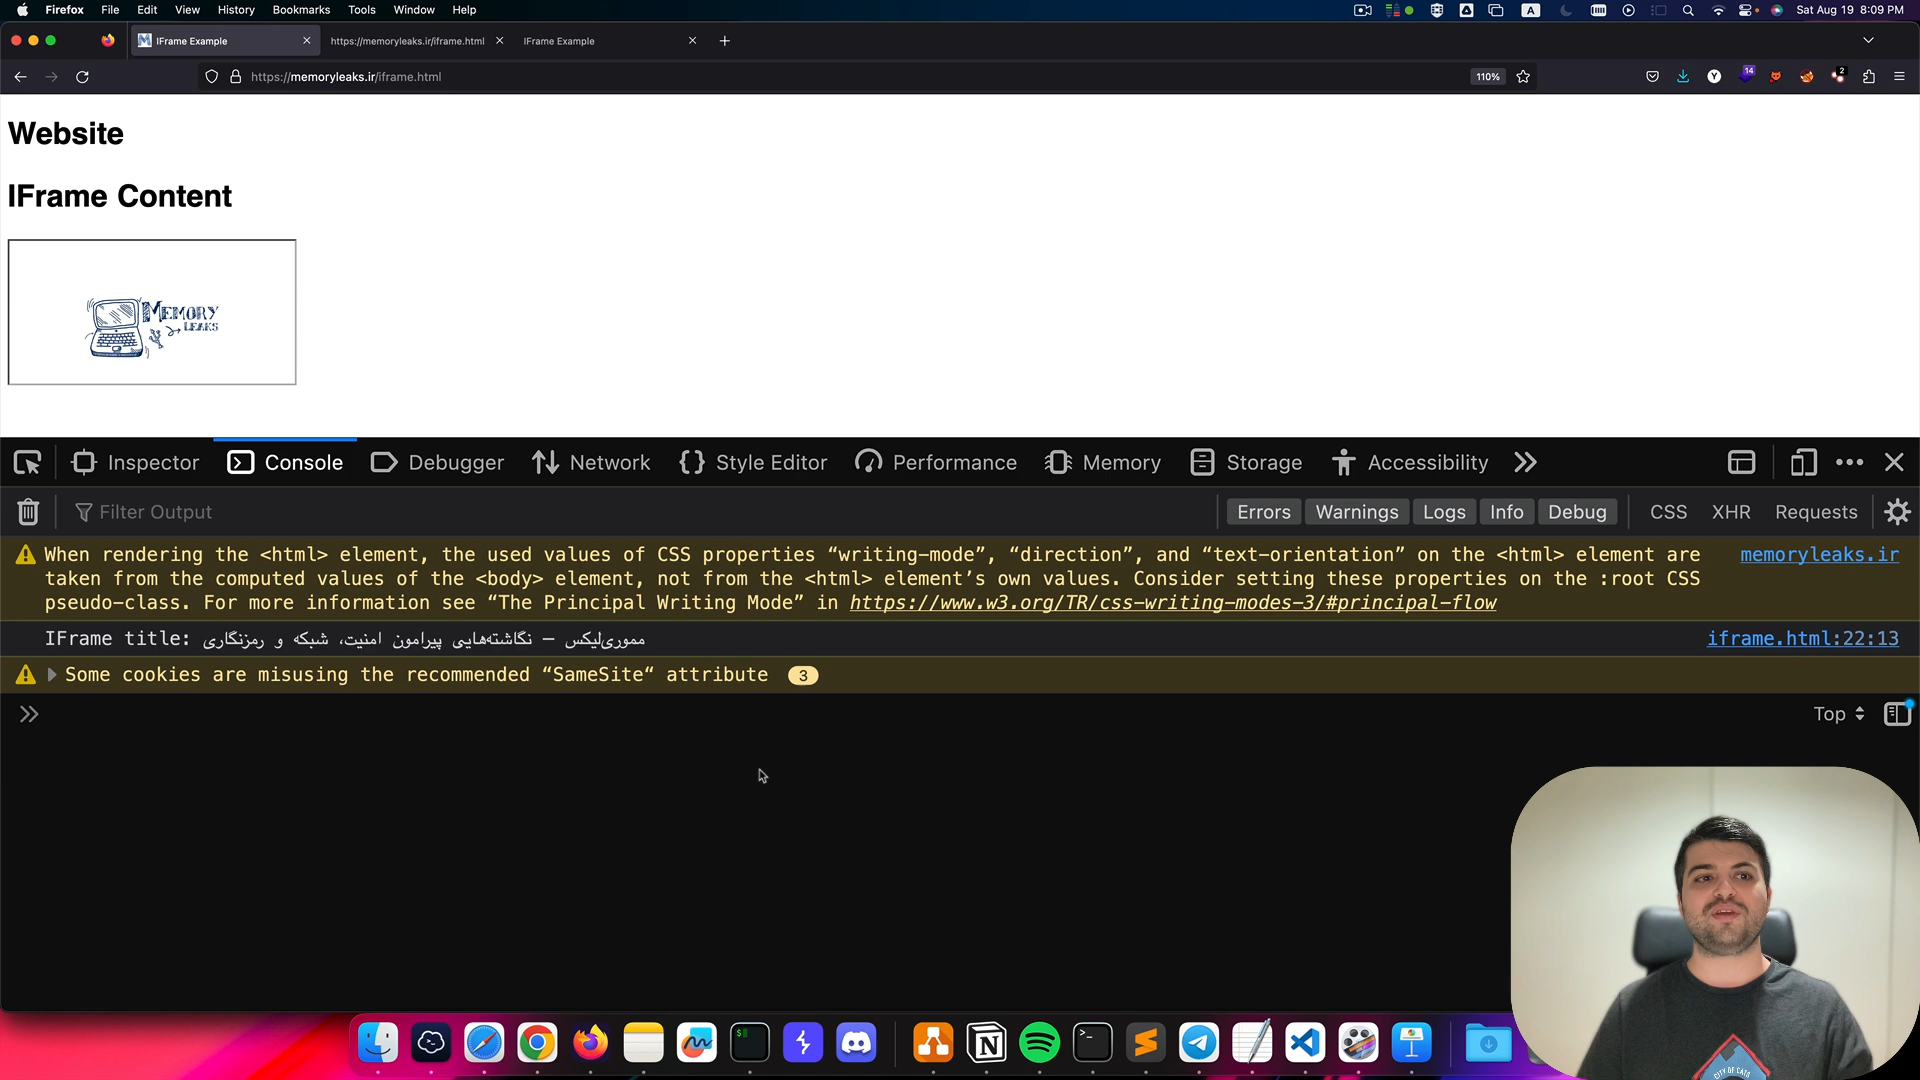 Firefox File Edit View History Bookmarks Tools Window Help
A
Sat Aug 19 8:09 PM
IFrame Example
https://memoryleaks.ir/iframe.html
IFrame Example
https://memoryleaks.ir/iframe.html
110%
Y
14
2
Website
IFrame Content
MEMORY
LEAKS
Inspector Console Debugger Network Style Editor Performance Memory Storage Accessibility
Filter Output
Errors Warnings Logs Info Debug CSS XHR Requests
When rendering the <html> element, the used values of CSS properties “writing-mode”, “direction”, and “text-orientation” on the <html> element are
memoryleaks.ir
taken from the computed values of the <body> element, not from the <html> element’s own values. Consider setting these properties on the :root CSS
pseudo-class. For more information see “The Principal Writing Mode” in https://www.w3.org/TR/css-writing-modes-3/#principal-flow
IFrame title: مموری‌لیکس – نگاشته‌هایی پیرامون امنیت، شبکه و رمزنگاری
iframe.html:22:13
Some cookies are misusing the recommended “SameSite“ attribute 3
Top
CITY OF CATS